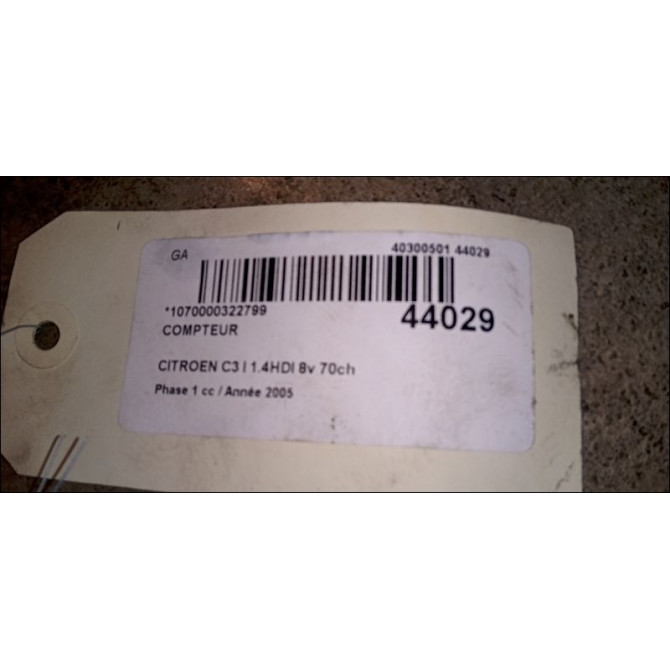 GA 40300501 44029
*1070000322799 44029
COMPTEUR
CITROEN C3 I 1.4HDI 8v 70ch
Phase 1 cc / Année 2005